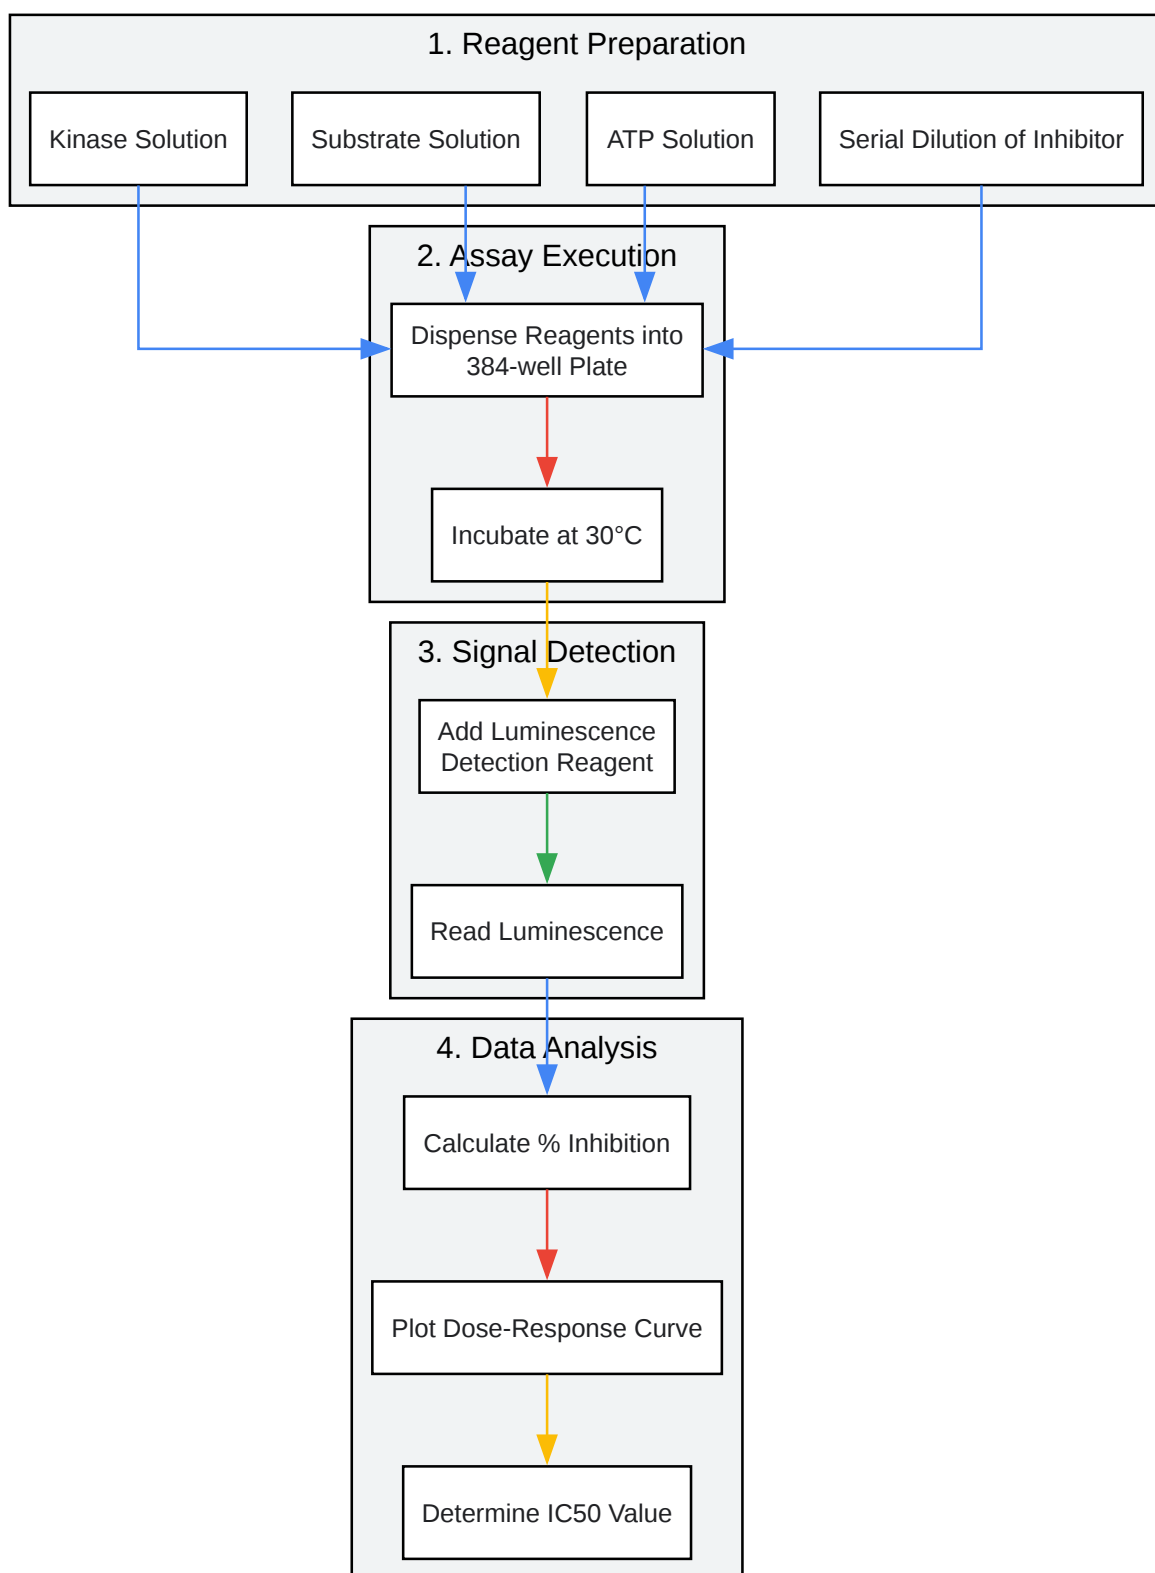 1. Reagent Preparation
Kinase Solution
Substrate Solution
ATP Solution
Serial Dilution of Inhibitor
2. Assay Execution
Dispense Reagents into
384-well Plate
Incubate at 30°C
3. Signal Detection
Add Luminescence
Detection Reagent
Read Luminescence
4. Data Analysis
Calculate % Inhibition
Plot Dose-Response Curve
Determine IC50 Value